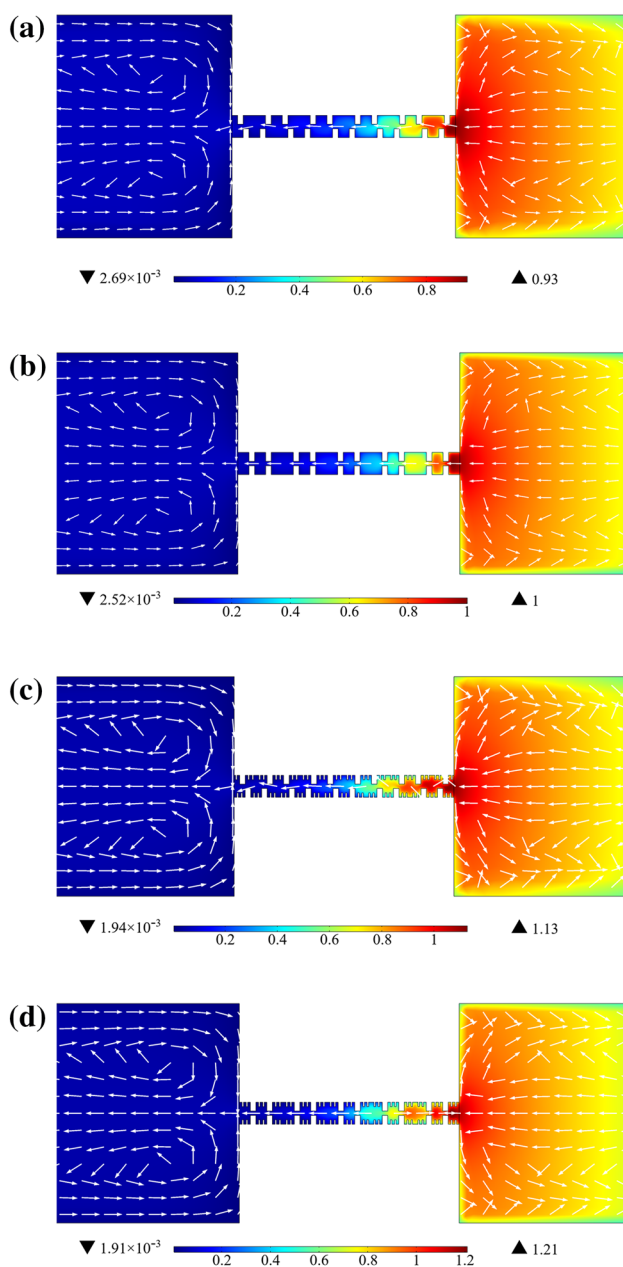 (a)
▼ 2.69×10⁻³ 0.2 0.4 0.6 0.8 ▲ 0.93
(b)
▼ 2.52×10⁻³ 0.2 0.4 0.6 0.8 1 ▲ 1
(c)
▼ 1.94×10⁻³ 0.2 0.4 0.6 0.8 1 ▲ 1.13
(d)
▼ 1.91×10⁻³ 0.2 0.4 0.6 0.8 1 1.2 ▲ 1.21